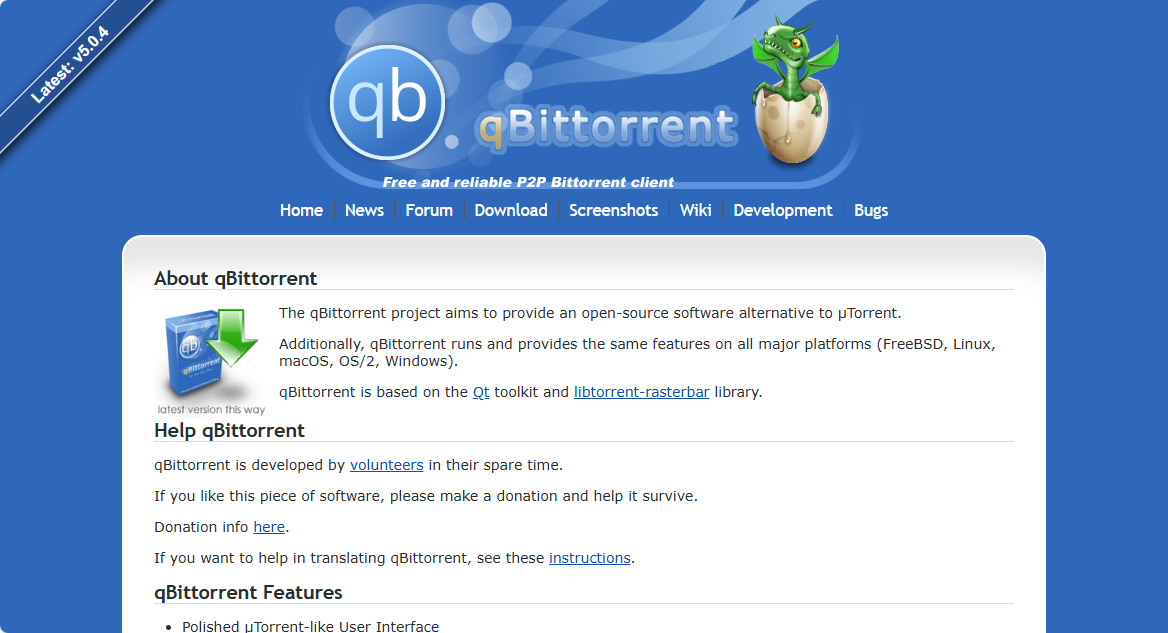 Latest: v5.0.4
qb
qBittorrent
Free and reliable P2P Bittorrent client
Home News Forum Download Screenshots Wiki Development Bugs
About qBittorrent
The qBittorrent project aims to provide an open-source software alternative to µTorrent.
Additionally, qBittorrent runs and provides the same features on all major platforms (FreeBSD, Linux,
macOS, OS/2, Windows).
qBittorrent is based on the Qt toolkit and libtorrent-rasterbar library.
qb
qBittorrent
latest version this way
Help qBittorrent
qBittorrent is developed by volunteers in their spare time.
If you like this piece of software, please make a donation and help it survive.
Donation info here.
If you want to help in translating qBittorrent, see these instructions.
qBittorrent Features
• Polished µTorrent-like User Interface